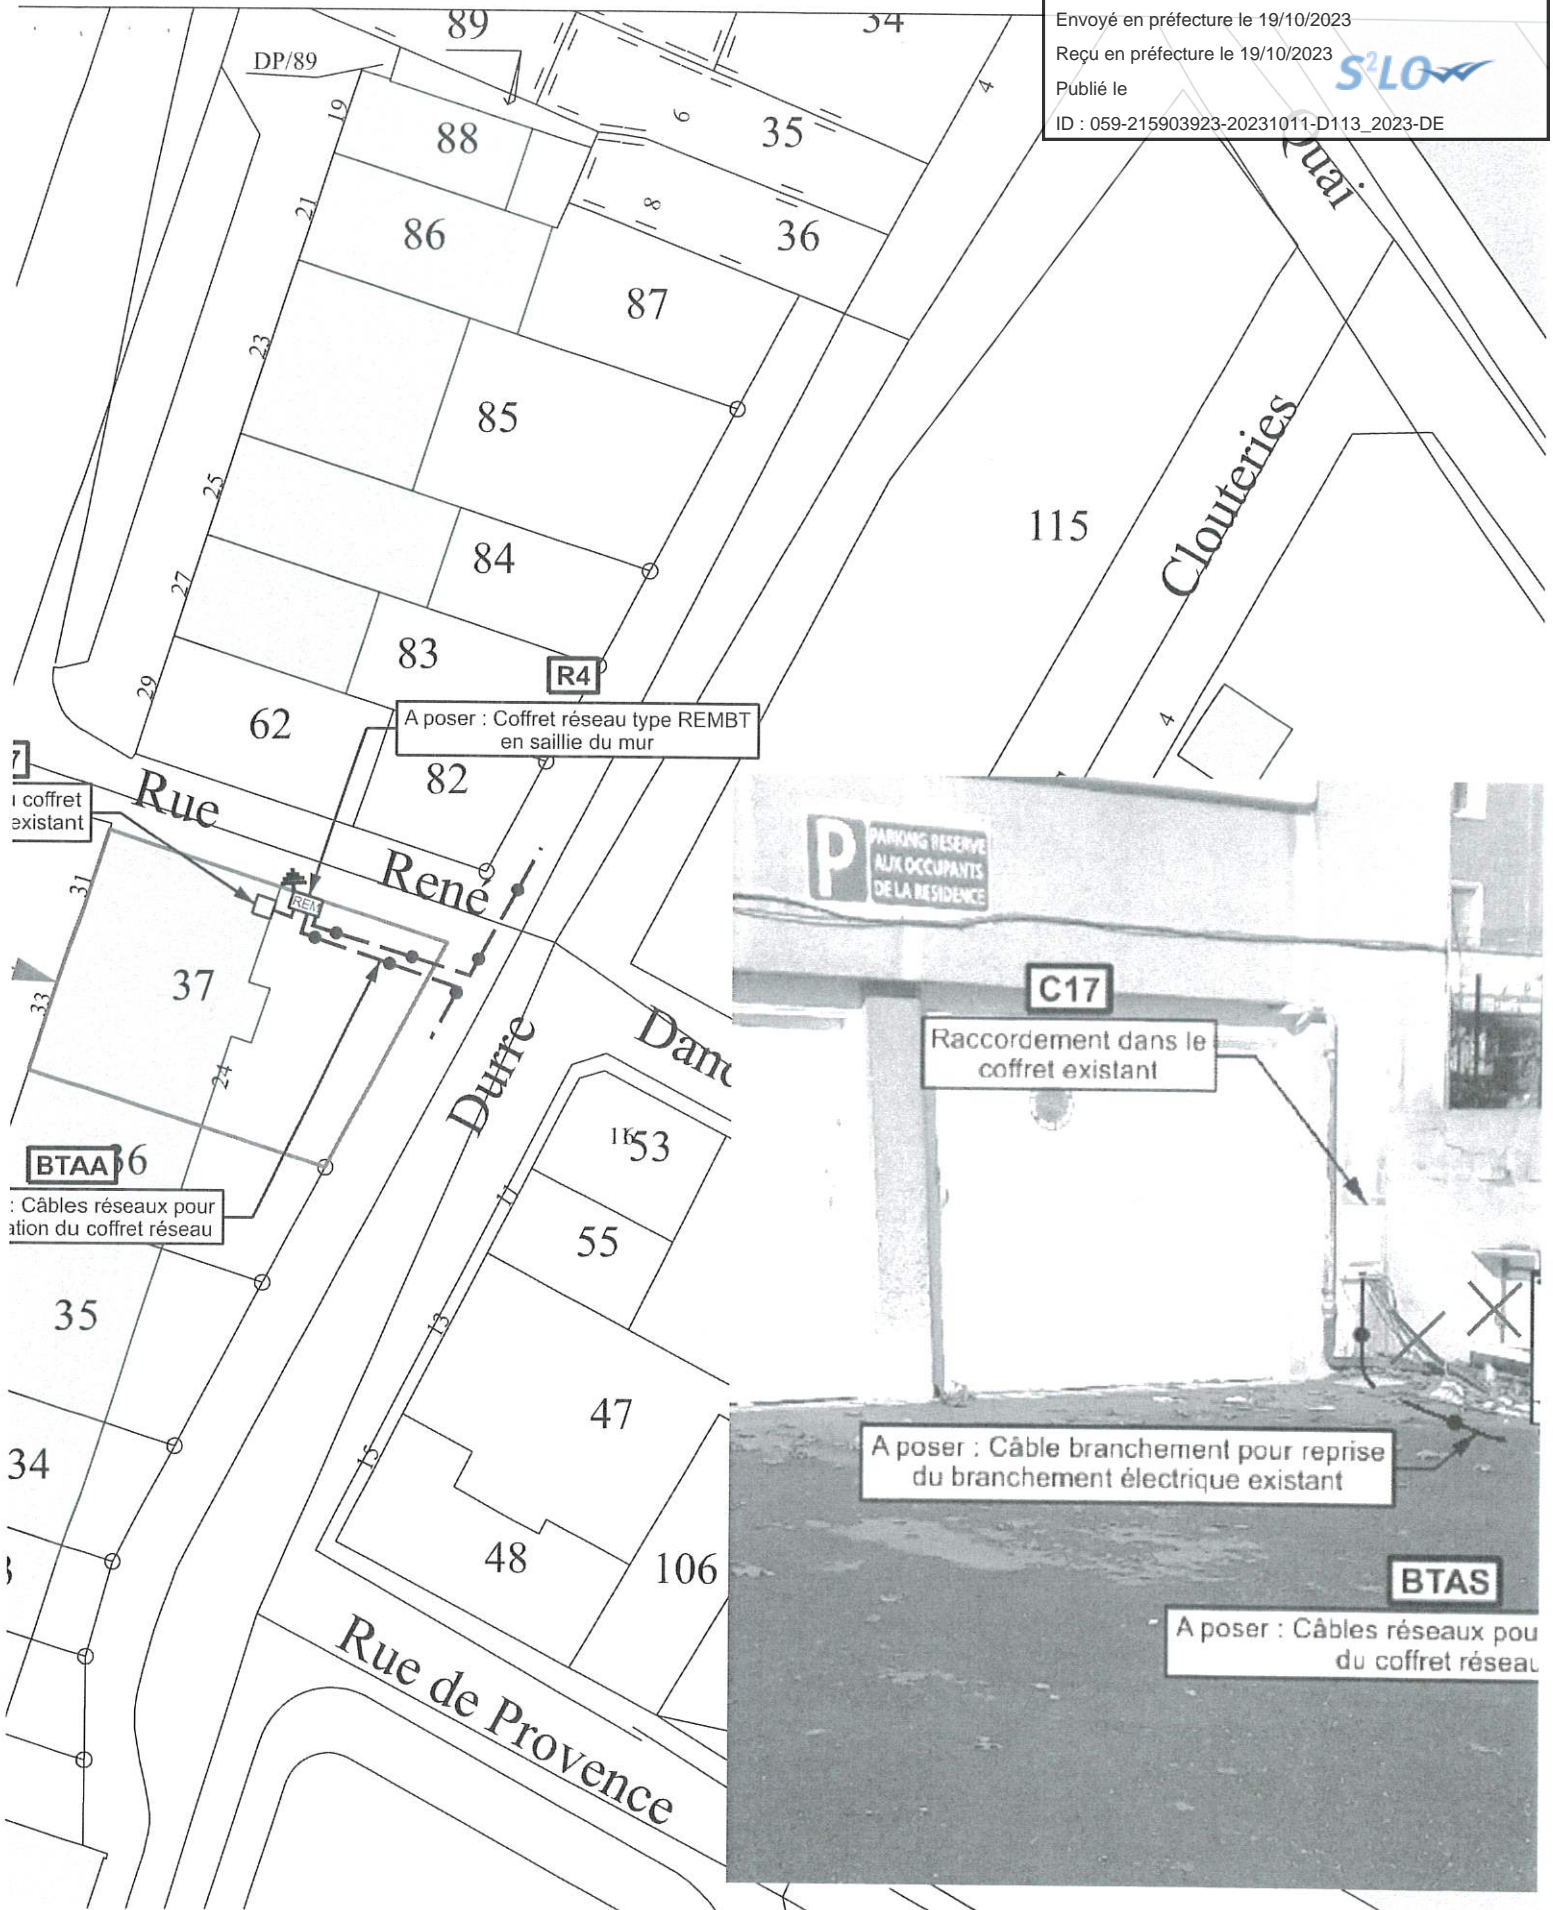 Envoyé en préfecture le 19/10/2023
Reçu en préfecture le 19/10/2023
S²LO
Publié le
ID : 059-215903923-20231011-D113_2023-DE
89
34
DP/89
4
19
88
6
35
Quai
21
86
8
36
87
23
85
Clouteries
25
115
84
27
83
R4
29
62
A poser : Coffret réseau type REMBT
en saillie du mur
4
82
coffret
existant
Rue
René
31
REM
37
33
24
Durre
53
11
BTAA
: Câbles réseaux pour
du coffret réseau
55
35
13
47
34
15
48
106
Rue de Provence
P
PARKING RESERVE
AUX OCCUPANTS
DE LA RESIDENCE
C17
Raccordement dans le
coffret existant
A poser : Câble branchement pour reprise
du branchement électrique existant
BTAS
A poser : Câbles réseaux pou
du coffret réseau